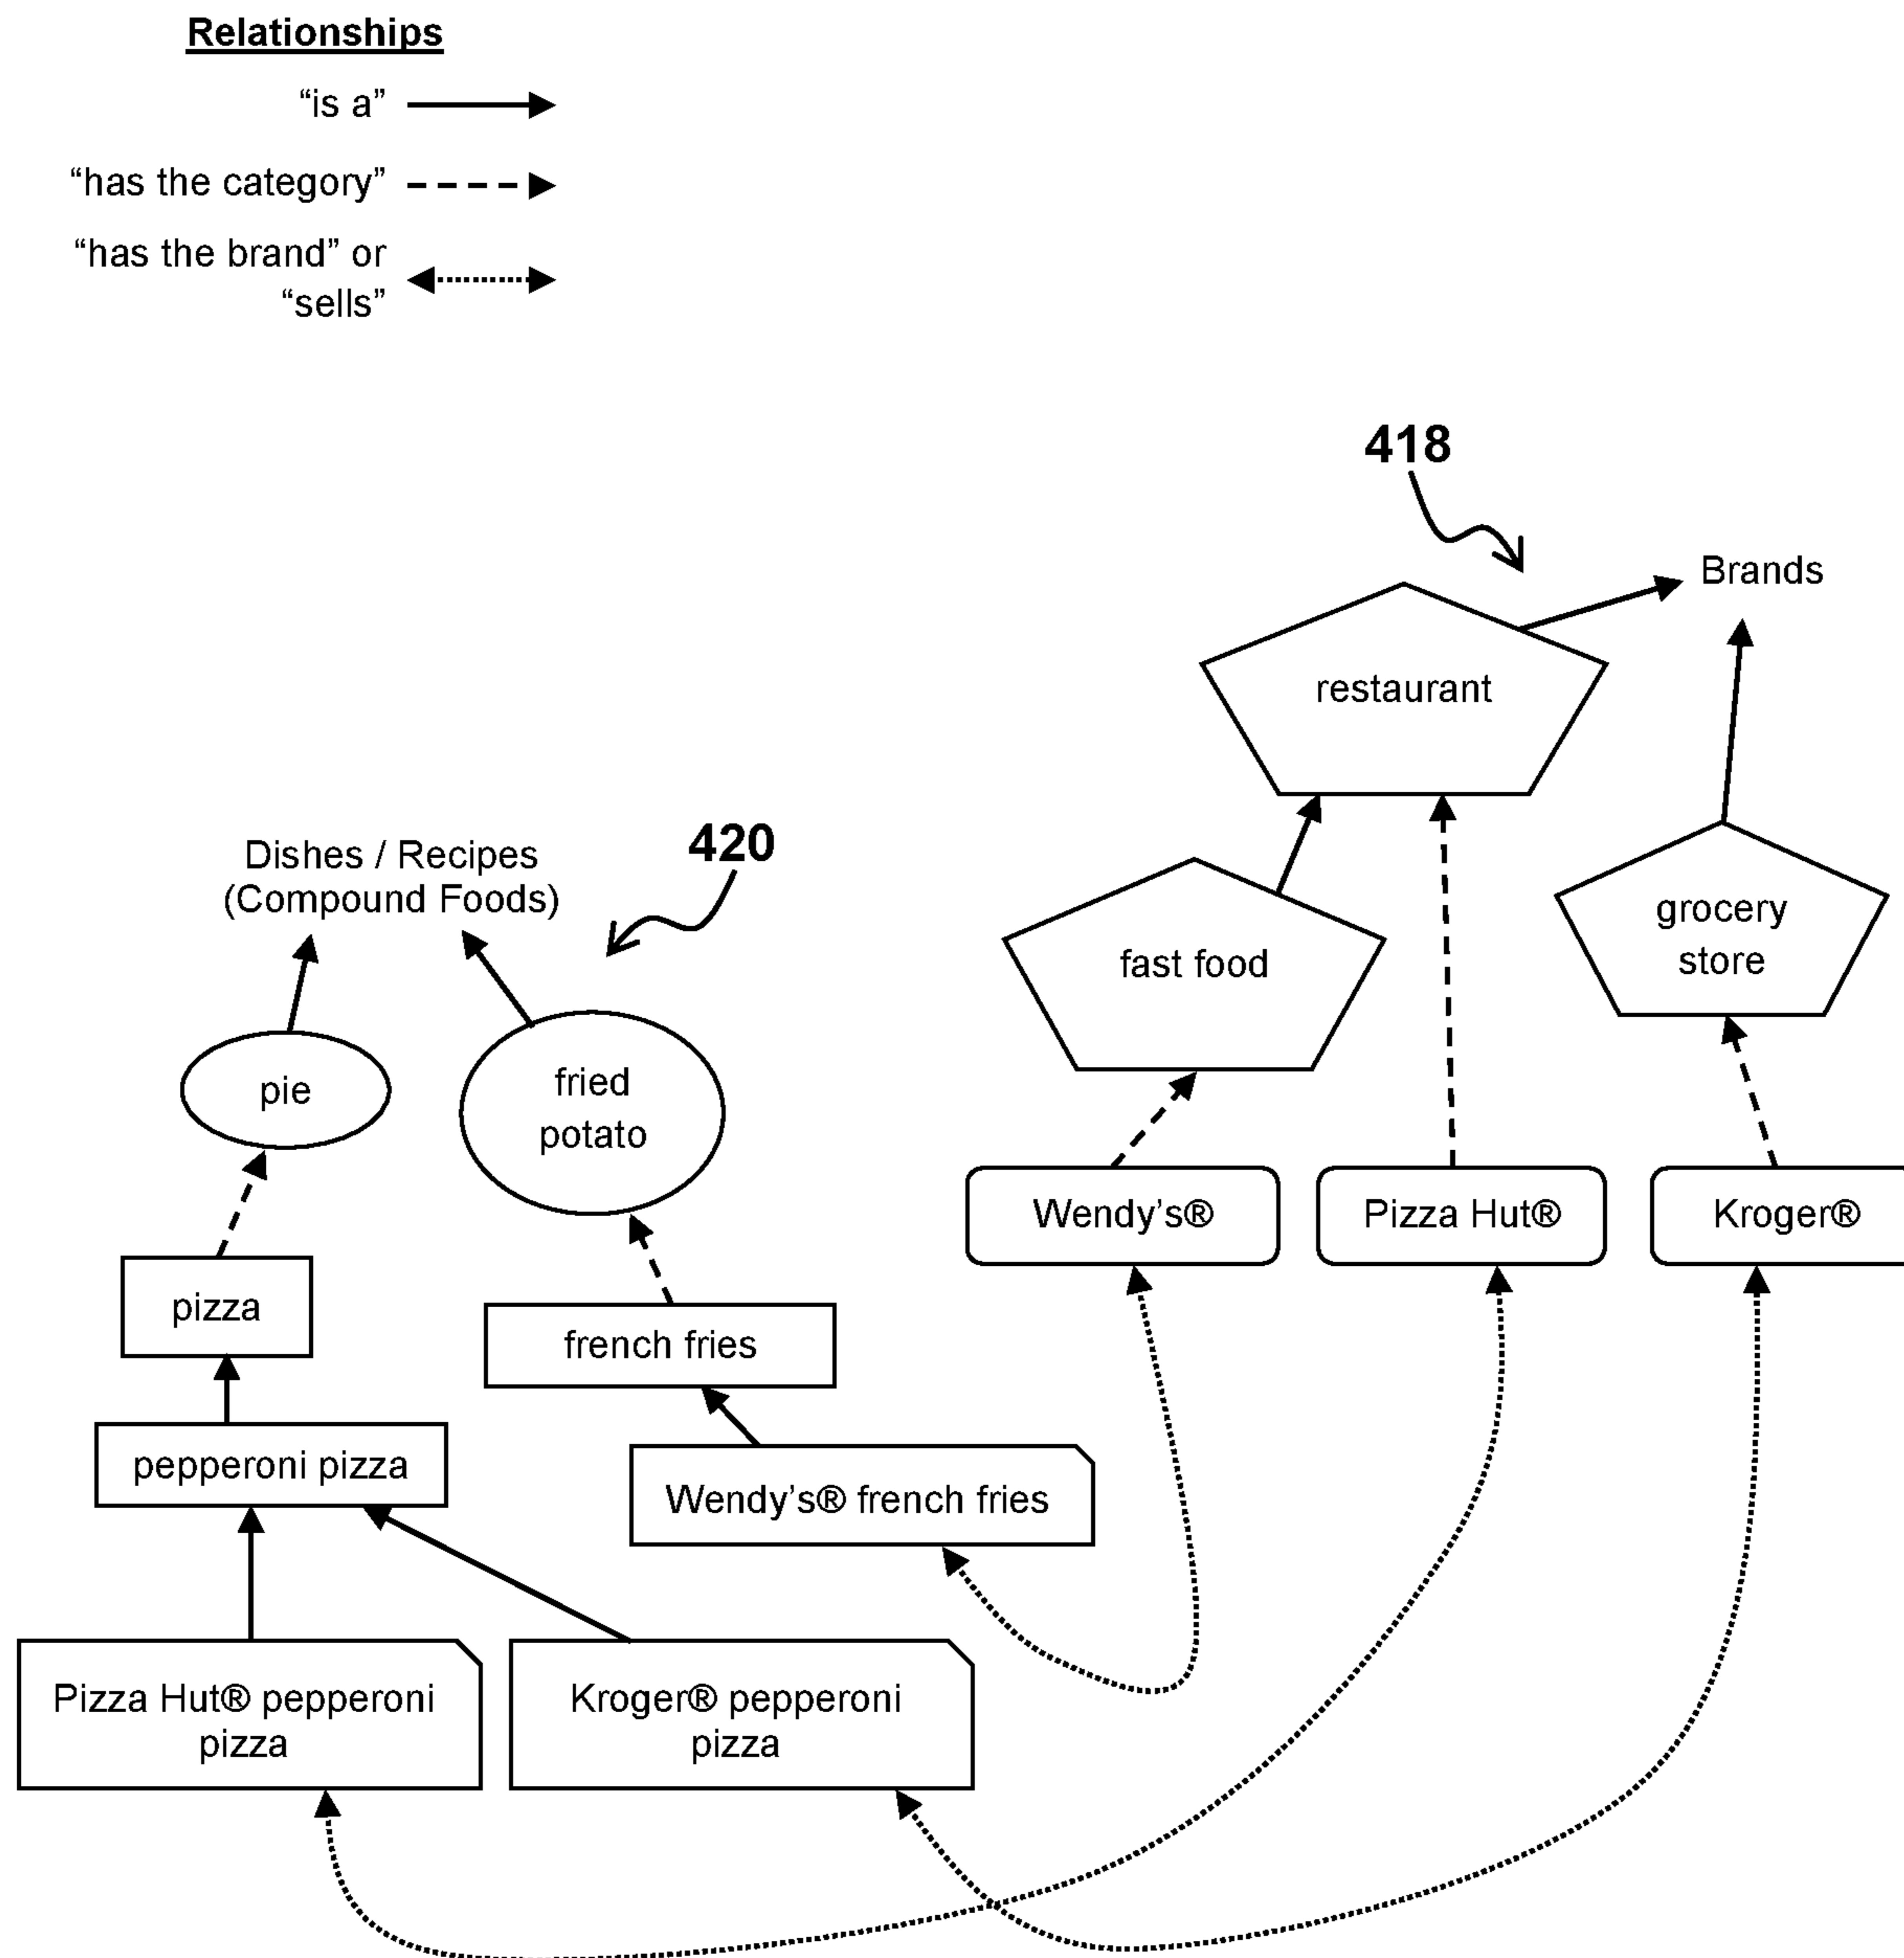 Relationships
“is a”
“has the category”
“has the brand” or
“sells”
418
Brands
restaurant
420
Dishes / Recipes
(Compound Foods)
fast food
grocery
store
pie
fried
potato
Wendy’s®
Pizza Hut®
Kroger®
pizza
french fries
pepperoni pizza
Wendy’s® french fries
Pizza Hut® pepperoni
pizza
Kroger® pepperoni
pizza